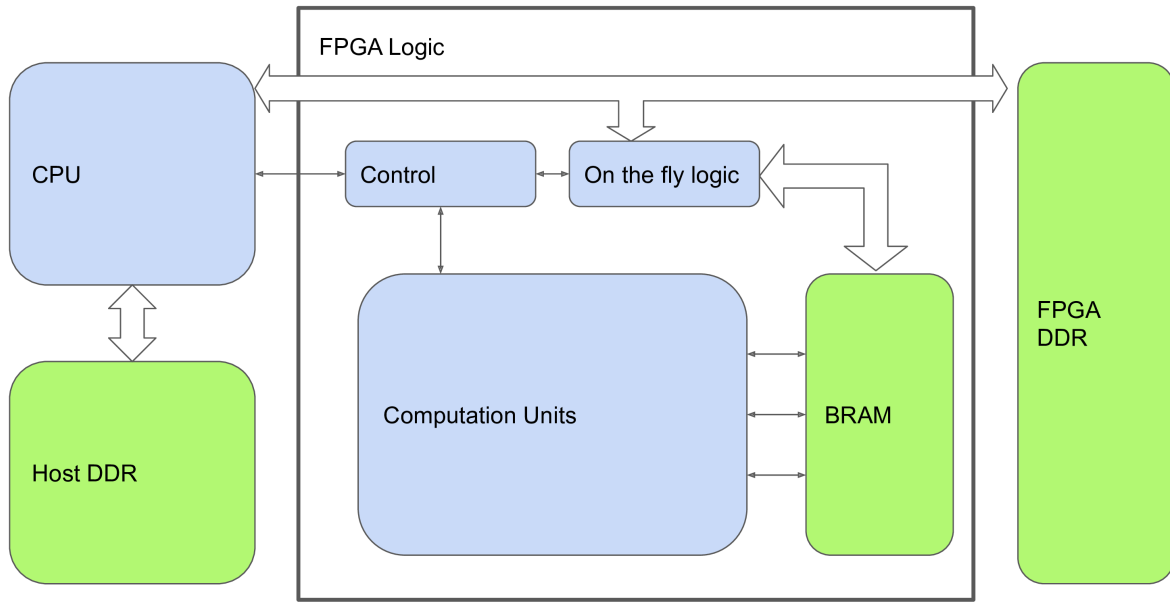 FPGA Logic
CPU
Control
On the fly logic
FPGA
DDR
Computation Units
BRAM
Host DDR